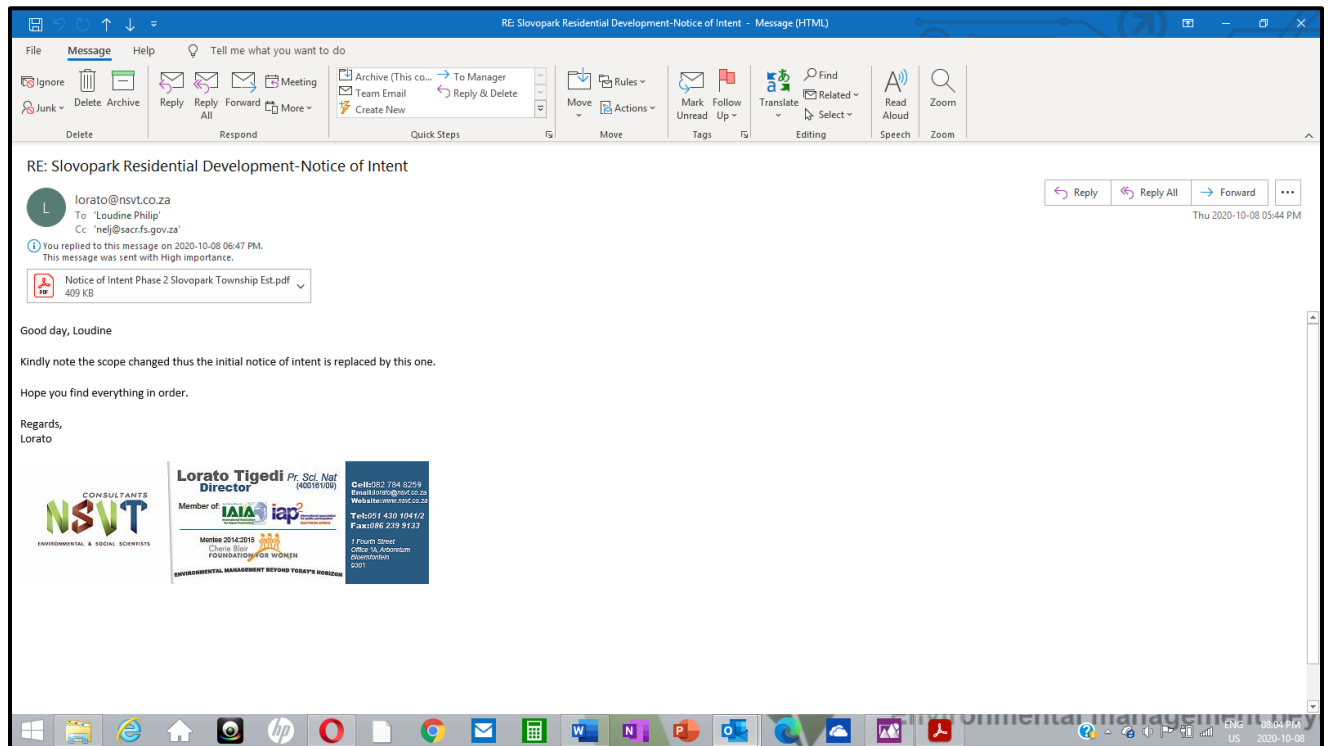 RE: Slovopark Residential Development-Notice of Intent - Message (HTML)
File Message Help Tell me what you want to do
Ignore
Junk
Delete Archive
Delete
Reply Reply All Forward
Meeting
More
Respond
Archive (This co... To Manager
Team Email Reply & Delete
Create New
Quick Steps
Move
Rules
Actions
Move
Mark Unread Follow Up
Tags
Translate
Find
Related
Select
Editing
Read Aloud
Speech
Zoom
Zoom
RE: Slovopark Residential Development-Notice of Intent
L
lorato@nsvt.co.za
To 'Loudine Philip'
Cc 'nelj@sacr.fs.gov.za'
Reply Reply All Forward ...
Thu 2020-10-08 05:44 PM
You replied to this message on 2020-10-08 06:47 PM.
This message was sent with High importance.
PDF
Notice of Intent Phase 2 Slovopark Township Est.pdf
409 KB
Good day, Loudine
Kindly note the scope changed thus the initial notice of intent is replaced by this one.
Hope you find everything in order.
Regards,
Lorato
CONSULTANTS
NSVT
ENVIRONMENTAL & SOCIAL SCIENTISTS
Lorato Tigedi Pr. Sci. Nat
Director (400161/09)
Member of: IAIA iap2
Mentee 2014:2015
Cherie Blair
FOUNDATION FOR WOMEN
ENVIRONMENTAL MANAGEMENT BEYOND TODAY'S HORIZON
Cell:082 784 8259
Email:lorato@nsvt.co.za
Website:www.nsvt.co.za
Tel:051 430 1041/2
Fax:086 239 9133
1 Fourth Street
Office 1A, Arboretum
Bloemfontein
9301
ENG 08:04 PM
US 2020-10-08